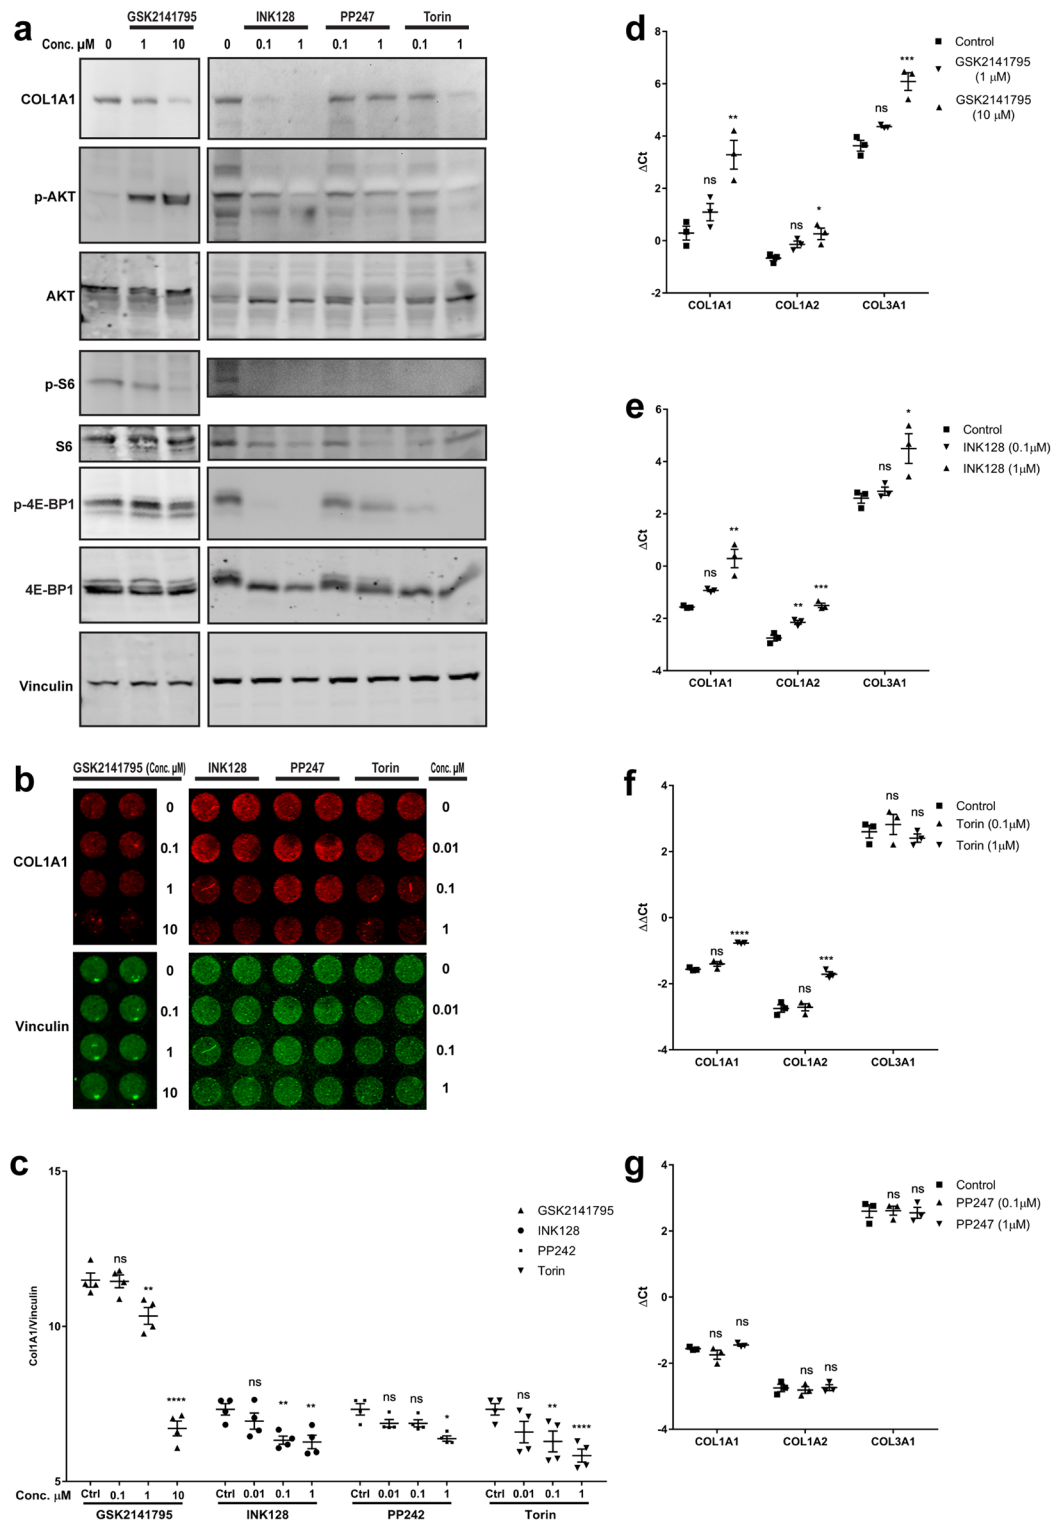 a
GSK2141795 INK128 PP247 Torin
Conc. μM 0 1 10 0 0.1 1 0.1 1 0.1 1
COL1A1
p-AKT
AKT
p-S6
S6
p-4E-BP1
4E-BP1
Vinculin
b
GSK2141795 (Conc. μM) INK128 PP247 Torin Conc. μM
COL1A1
0 0
0.1 0.01
1 0.1
10 1
Vinculin
0 0
0.1 0.01
1 0.1
10 1
c
15
10
5
Col1A1/Vinculin
GSK2141795
INK128
PP242
Torin
ns ** ****
ns ** **
ns ns *
ns ** ****
Conc. μM Ctrl 0.1 1 10 Ctrl 0.01 0.1 1 Ctrl 0.01 0.1 1 Ctrl 0.01 0.1 1
GSK2141795 INK128 PP242 Torin
d
8
6
4
2
0
-2
ΔCt
Control
GSK2141795
(1 μM)
GSK2141795
(10 μM)
ns **
ns *
ns ***
COL1A1 COL1A2 COL3A1
e
6
4
2
0
-2
-4
ΔCt
Control
INK128 (0.1μM)
INK128 (1μM)
ns **
** ***
ns *
COL1A1 COL1A2 COL3A1
f
4
2
0
-2
-4
ΔΔCt
Control
Torin (0.1μM)
Torin (1μM)
ns ****
ns ***
ns ns
COL1A1 COL1A2 COL3A1
g
4
2
0
-2
-4
ΔCt
Control
PP247 (0.1μM)
PP247 (1μM)
ns ns
ns ns
ns ns
COL1A1 COL1A2 COL3A1